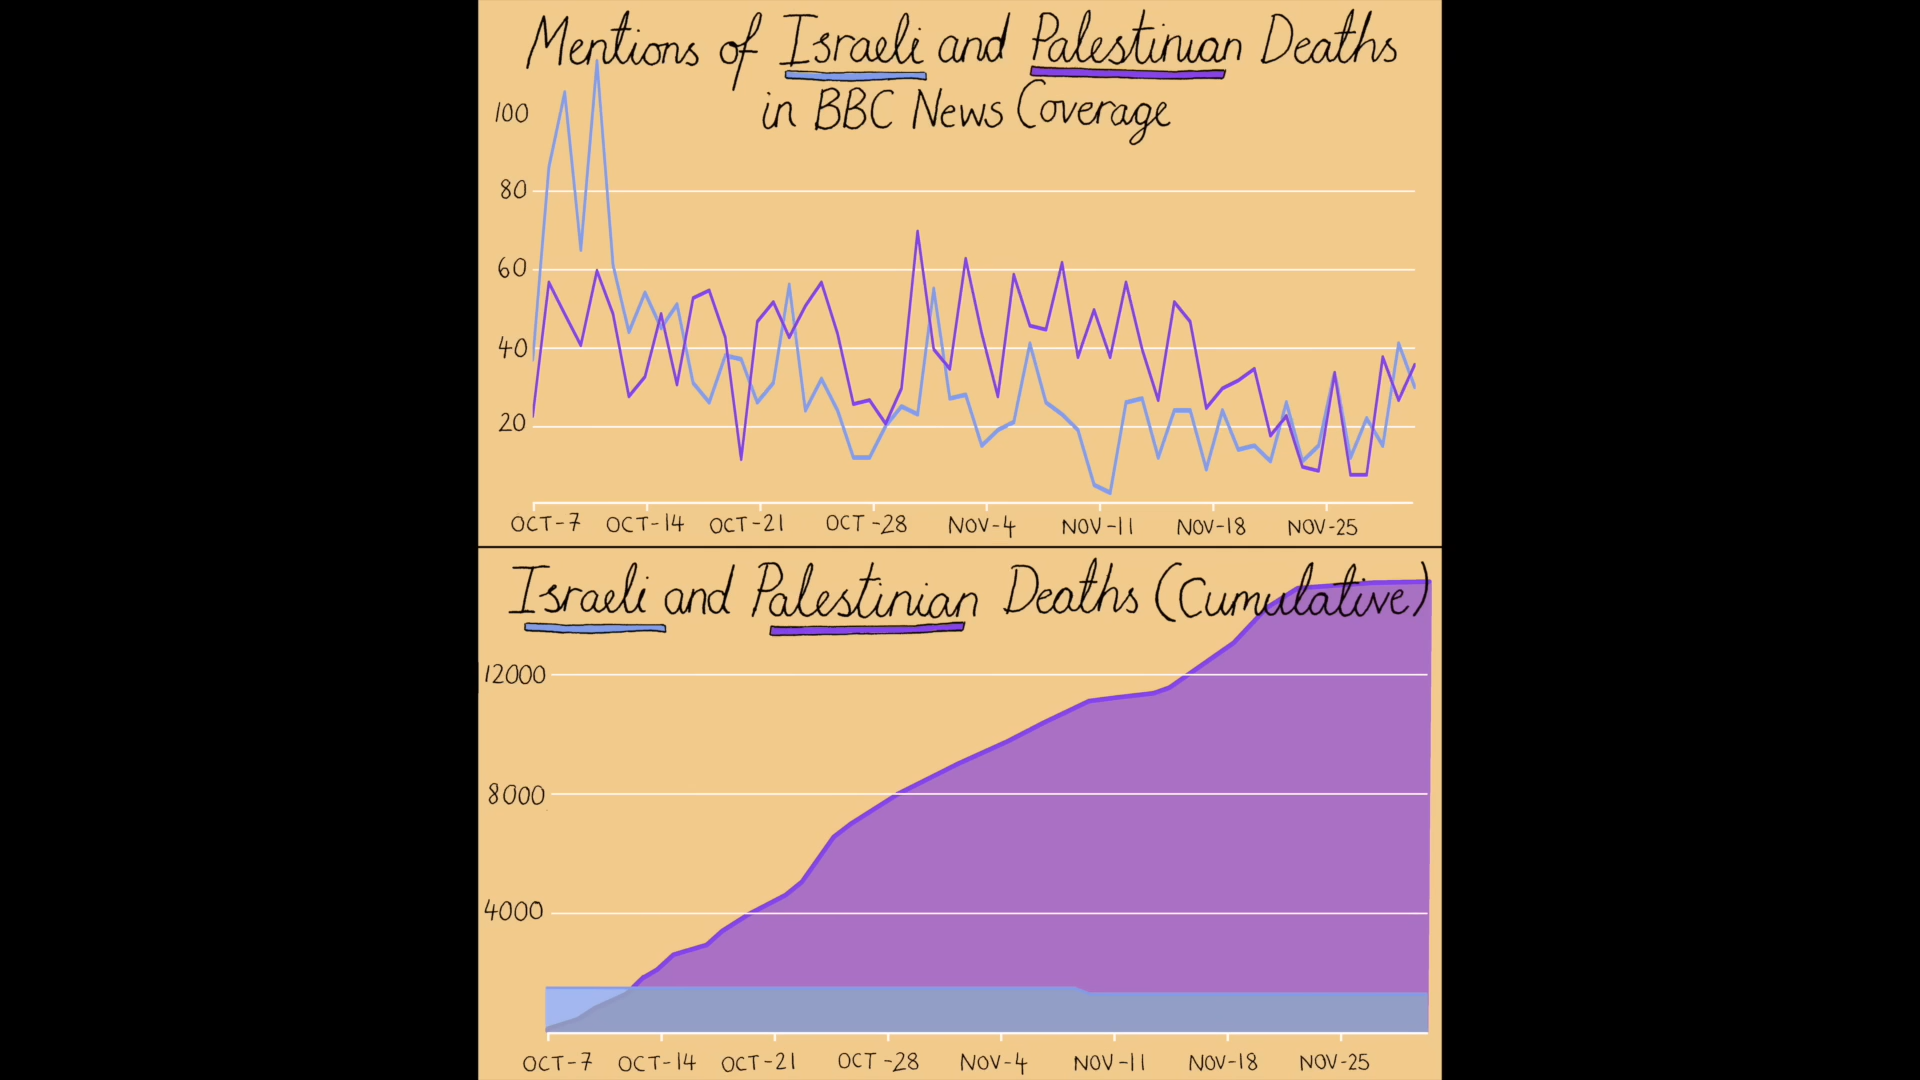 Mentions of Israeli and Palestinian Deaths
in BBC News Coverage
100
80
60
40
20
OCT-7 OCT-14 OCT-21 OCT-28 NOV-4 NOV-11 NOV-18 NOV-25
Israeli and Palestinian Deaths (Cumulative)
12000
8000
4000
OCT-7 OCT-14 OCT-21 OCT-28 NOV-4 NOV-11 NOV-18 NOV-25